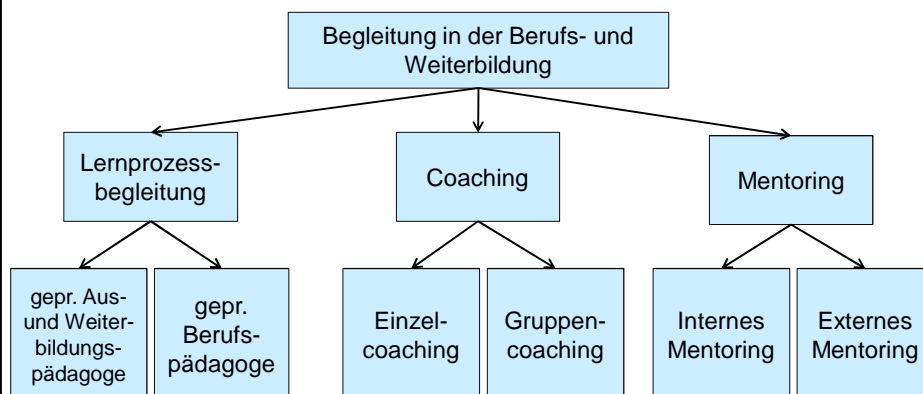 Begleitung in der Berufs- und
Weiterbildung
Lernprozess-
begleitung
Coaching
Mentoring
gepr. Aus-
und Weiter-
bildungs-
pädagoge
gepr.
Berufs-
pädagoge
Einzel-
coaching
Gruppen-
coaching
Internes
Mentoring
Externes
Mentoring